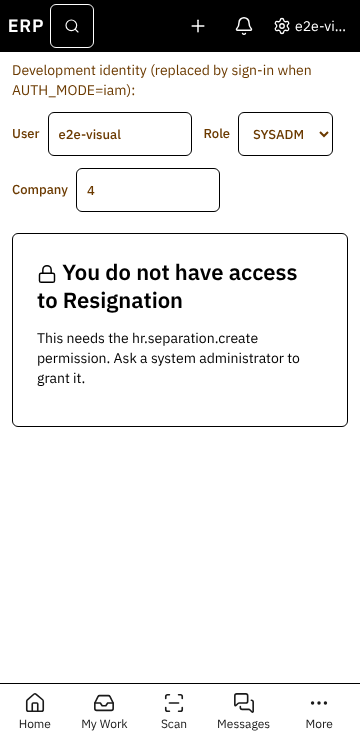 ERP
e2e-vi...
Development identity (replaced by sign-in when
AUTH_MODE=iam):
User
e2e-visual
Role
SYSADM
Company
4
You do not have access
to Resignation
This needs the hr.separation.create
permission. Ask a system administrator to
grant it.
Home
My Work
Scan
Messages
More